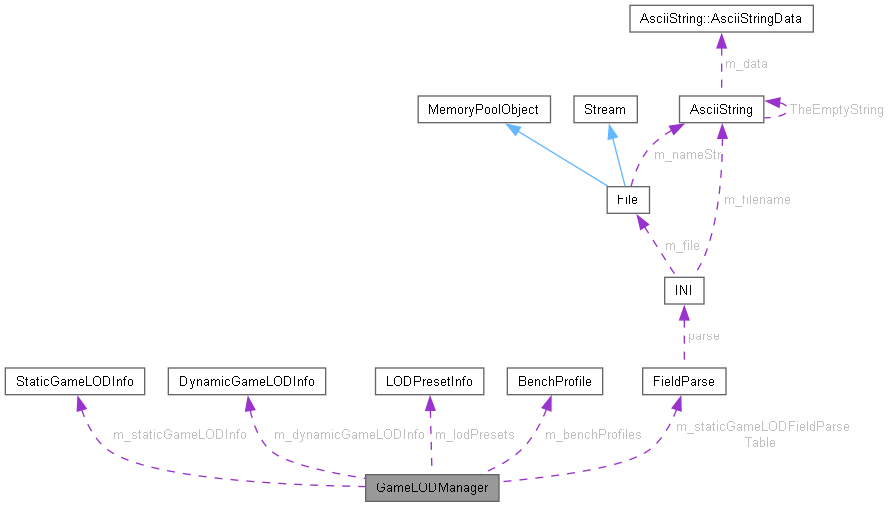 AsciiString::AsciiStringData
m_data
MemoryPoolObject
Stream
AsciiString
TheEmptyString
m_nameStr
File
m_filename
m_file
INI
parse
StaticGameLODInfo
DynamicGameLODInfo
LODPresetInfo
BenchProfile
FieldParse
m_staticGameLODInfo
m_dynamicGameLODInfo
m_lodPresets
m_benchProfiles
m_staticGameLODFieldParse
Table
GameLODManager